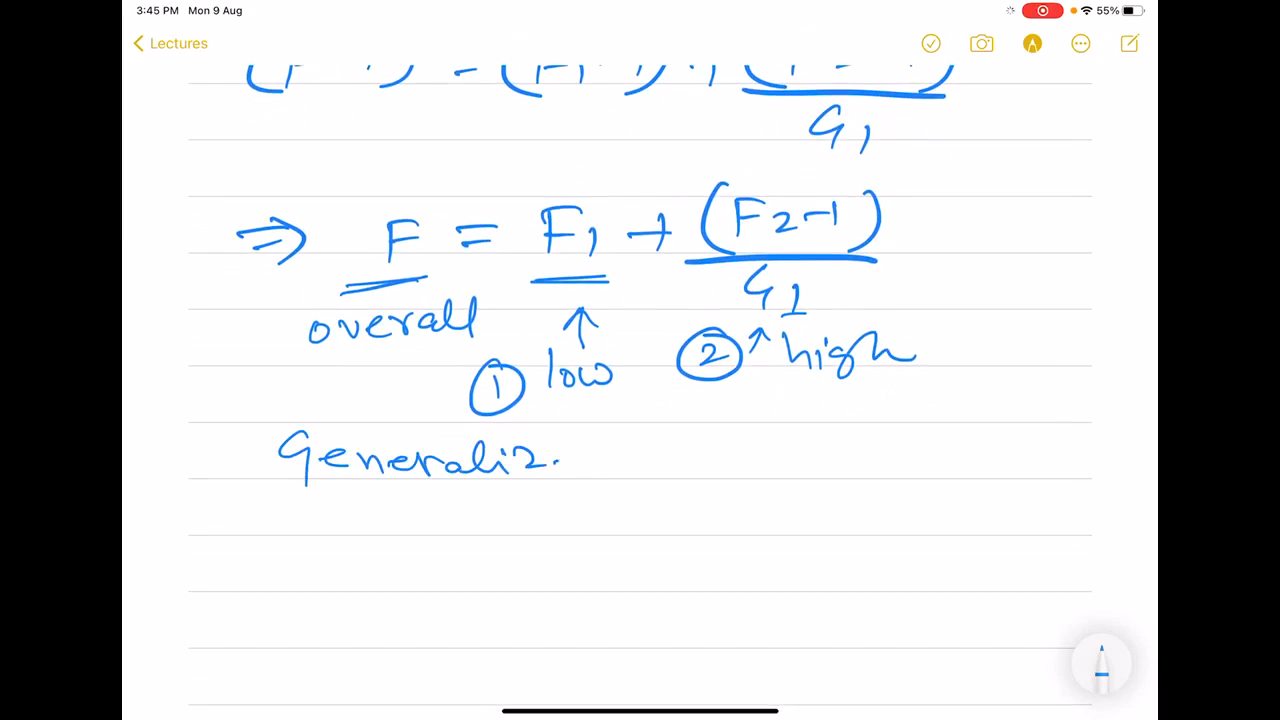 3:45 PM Mon 9 Aug 55%
Lectures
G1
⇒ F = F1 + (F2-1)
G1
overall ↑ ② ↑ high
① low
Generaliz.